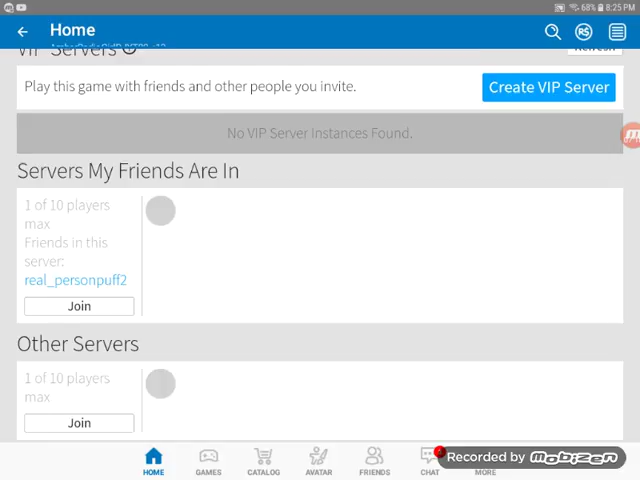 68% 8:25 PM
Home
VIP Servers
Refresh
Play this game with friends and other people you invite.
Create VIP Server
No VIP Server Instances Found.
Servers My Friends Are In
1 of 10 players
max
Friends in this
server:
real_personpuff2
Join
Other Servers
1 of 10 players
max
Join
HOME GAMES CATALOG AVATAR FRIENDS CHAT MORE
Recorded by mobizen